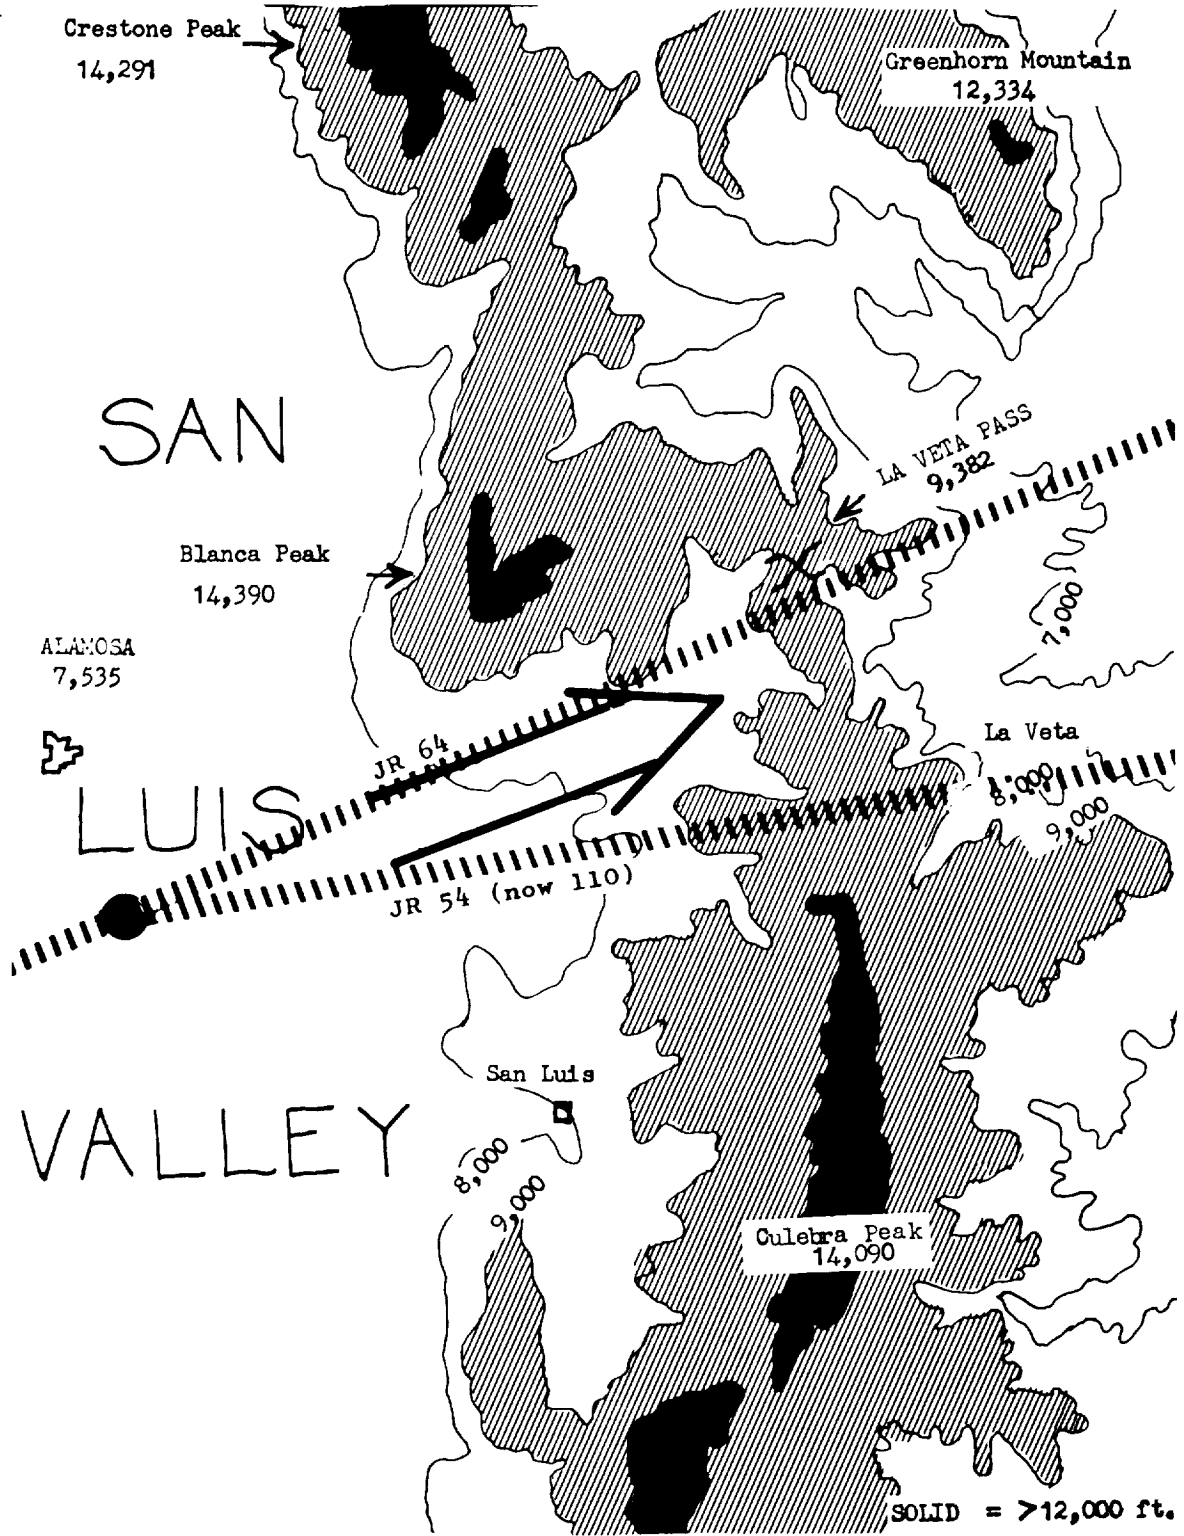 Crestone Peak
14,291
Greenhorn Mountain
12,334
SAN
LA VETA PASS
9,382
Blanca Peak
14,390
7,000
ALAMOSA
7,535
La Veta
JR 64
LUIS
8,000
9,000
JR 54 (now 110)
San Luis
VALLEY
8,000
9,000
Culebra Peak
14,090
SOLID = >12,000 ft.